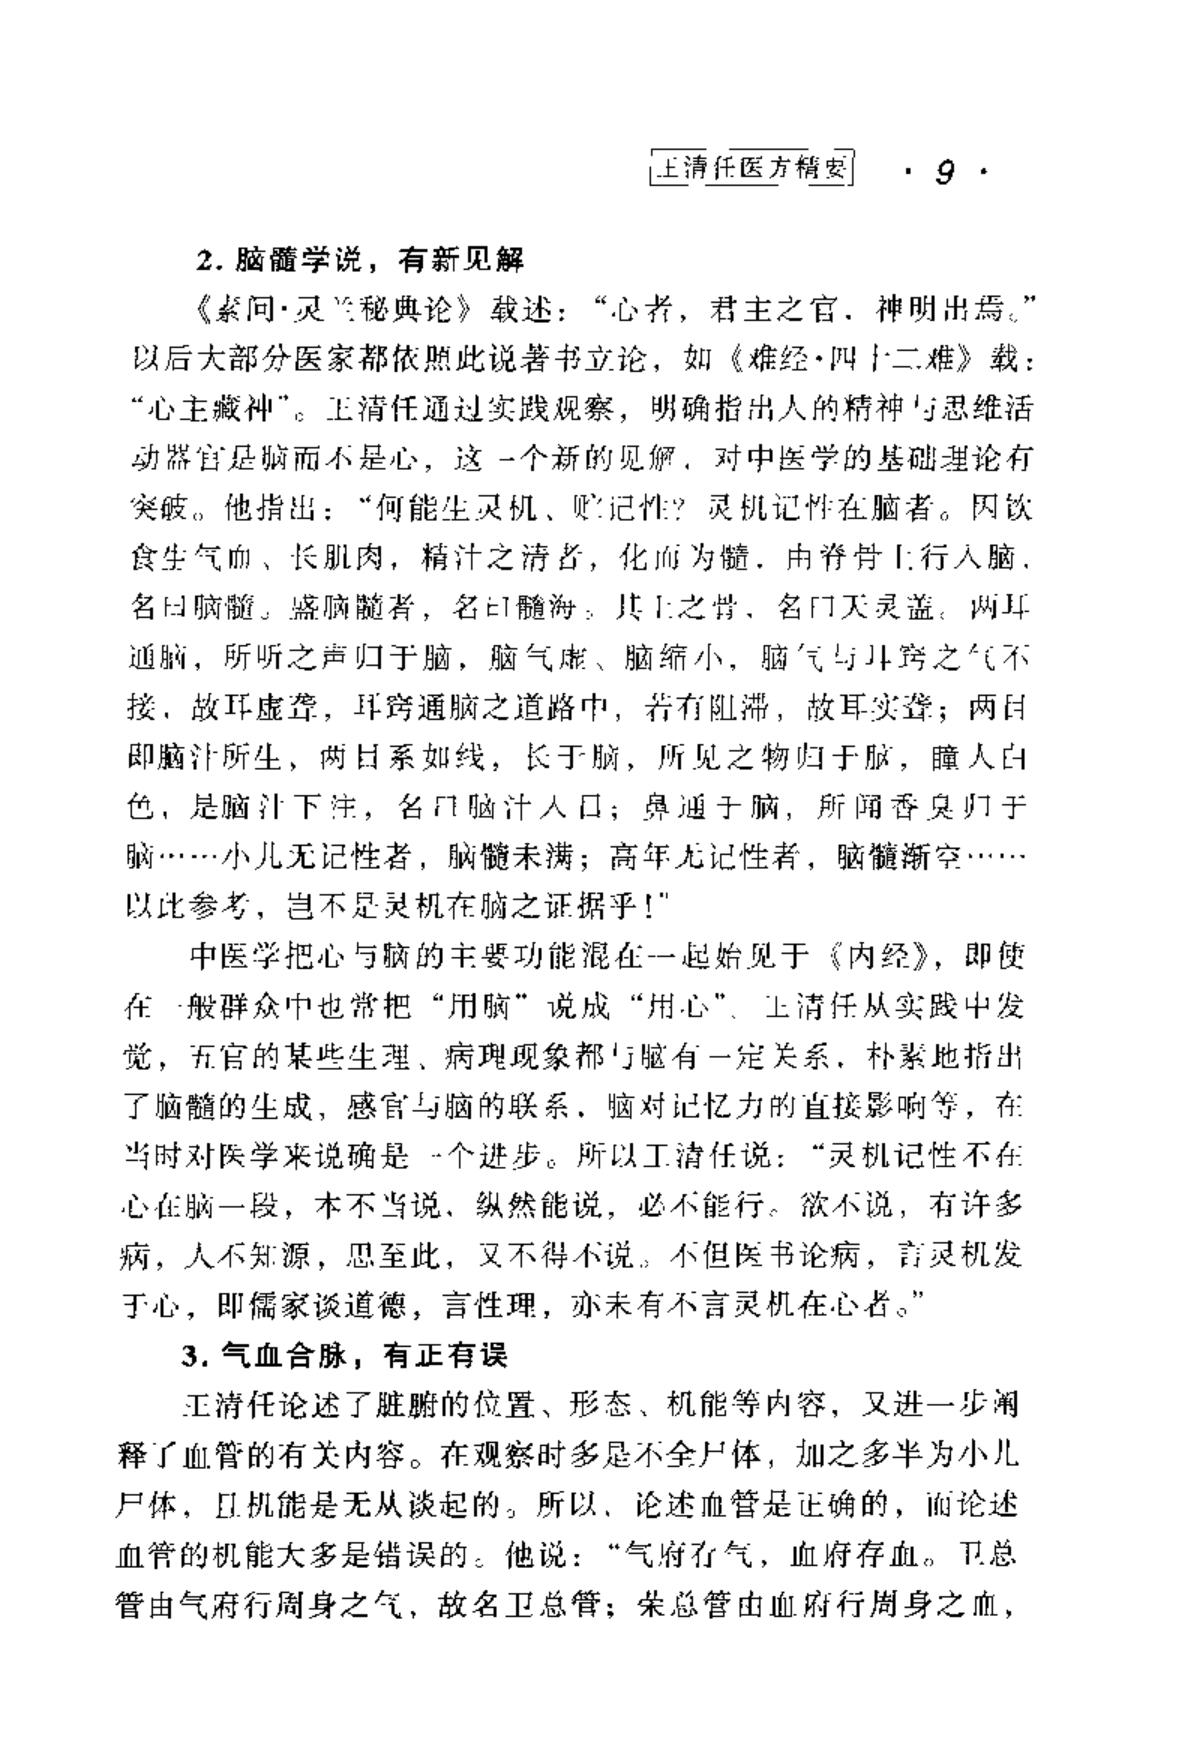 王清任医方精要 · 9 ·
2. 脑髓学说，有新见解
《素问·灵兰秘典论》载述：“心者，君主之官，神明出焉。”
以后大部分医家都依照此说著书立论，如《难经·四十二难》载：
“心主藏神”。王清任通过实践观察，明确指出人的精神与思维活
动器官是脑而不是心，这一个新的见解，对中医学的基础理论有
突破。他指出：“何能生灵机、贮记性？灵机记性在脑者。因饮
食生气血、长肌肉，精汁之清者，化而为髓，由脊骨上行入脑，
名曰脑髓。盛脑髓者，名曰髓海。其上之骨，名曰天灵盖。两耳
通脑，所听之声归于脑，脑气虚、脑缩小，脑气与耳窍之气不
接，故耳虚聋，耳窍通脑之道路中，若有阻滞，故耳实聋；两目
即脑汁所生，两目系如线，长于脑，所见之物归于脑，瞳人白
色，是脑汁下注，名曰脑汁入目；鼻通于脑，所闻香臭归于
脑……小儿无记性者，脑髓未满；高年无记性者，脑髓渐空……
以此参考，岂不是灵机在脑之证据乎！”
中医学把心与脑的主要功能混在一起始见于《内经》，即使
在一般群众中也常把“用脑”说成“用心”。王清任从实践中发
觉，五官的某些生理、病理现象都与脑有一定关系，朴素地指出
了脑髓的生成，感官与脑的联系，脑对记忆力的直接影响等，在
当时对医学来说确是一个进步。所以王清任说：“灵机记性不在
心在脑一段，本不当说，纵然能说，必不能行。欲不说，有许多
病，人不知源，思至此，又不得不说。不但医书论病，言灵机发
于心，即儒家谈道德，言性理，亦未有不言灵机在心者。”
3. 气血合脉，有正有误
王清任论述了脏腑的位置、形态、机能等内容，又进一步阐
释了血管的有关内容。在观察时多是不全尸体，加之多半为小儿
尸体，且机能是无从谈起的。所以，论述血管是正确的，而论述
血管的机能大多是错误的。他说：“气府存气，血府存血。卫总
管由气府行周身之气，故名卫总管；荣总管由血府行周身之血，